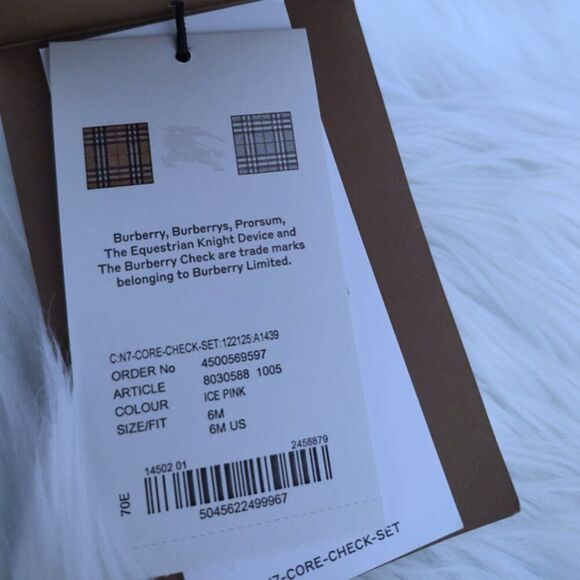 Burberry, Burberrys, Prorsum,
The Equestrian Knight Device and
The Burberry Check are trade marks
belonging to Burberry Limited.
C:N7-CORE-CHECK-SET:122125:A1439
ORDER No 4500569597
ARTICLE 8030588 1005
COLOUR ICE PINK
SIZE/FIT 6M
6M US
14502 01 2458879
70E
5045622499967
N7-CORE-CHECK-SET